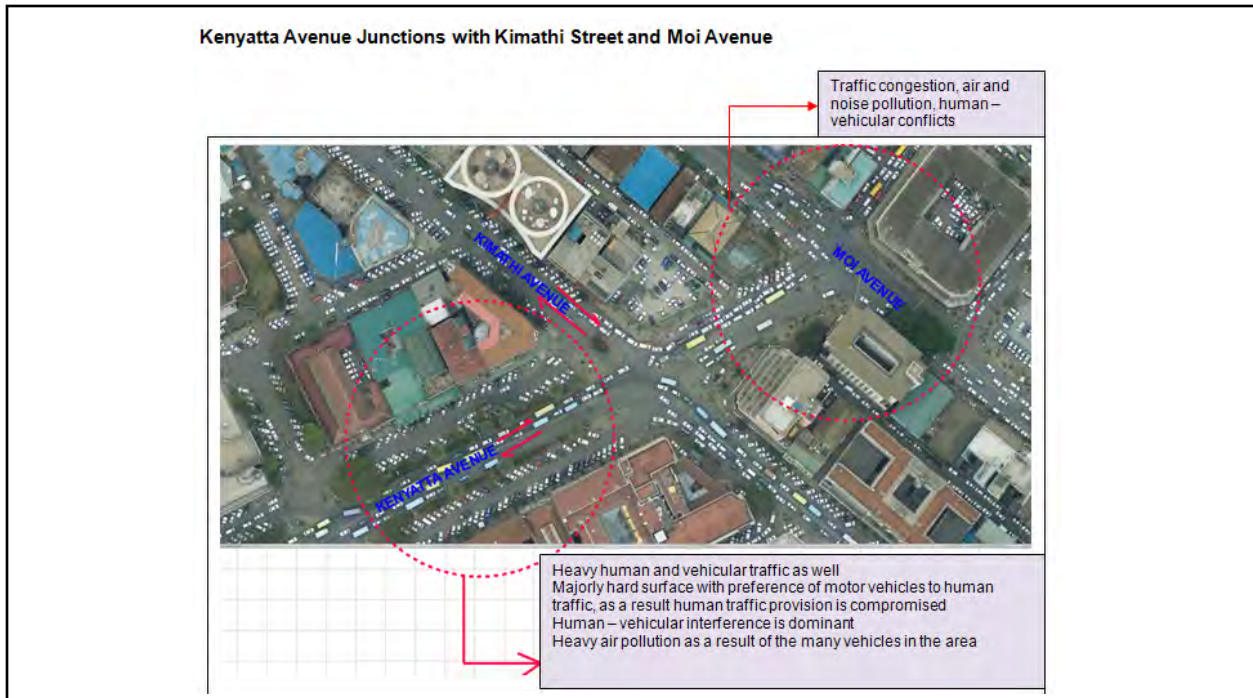 Kenyatta Avenue Junctions with Kimathi Street and Moi Avenue
Traffic congestion, air and
noise pollution, human –
vehicular conflicts
KIMATHI AVENUE
MOI AVENUE
KENYATTA AVENUE
Heavy human and vehicular traffic as well
Majorly hard surface with preference of motor vehicles to human
traffic, as a result human traffic provision is compromised
Human – vehicular interference is dominant
Heavy air pollution as a result of the many vehicles in the area